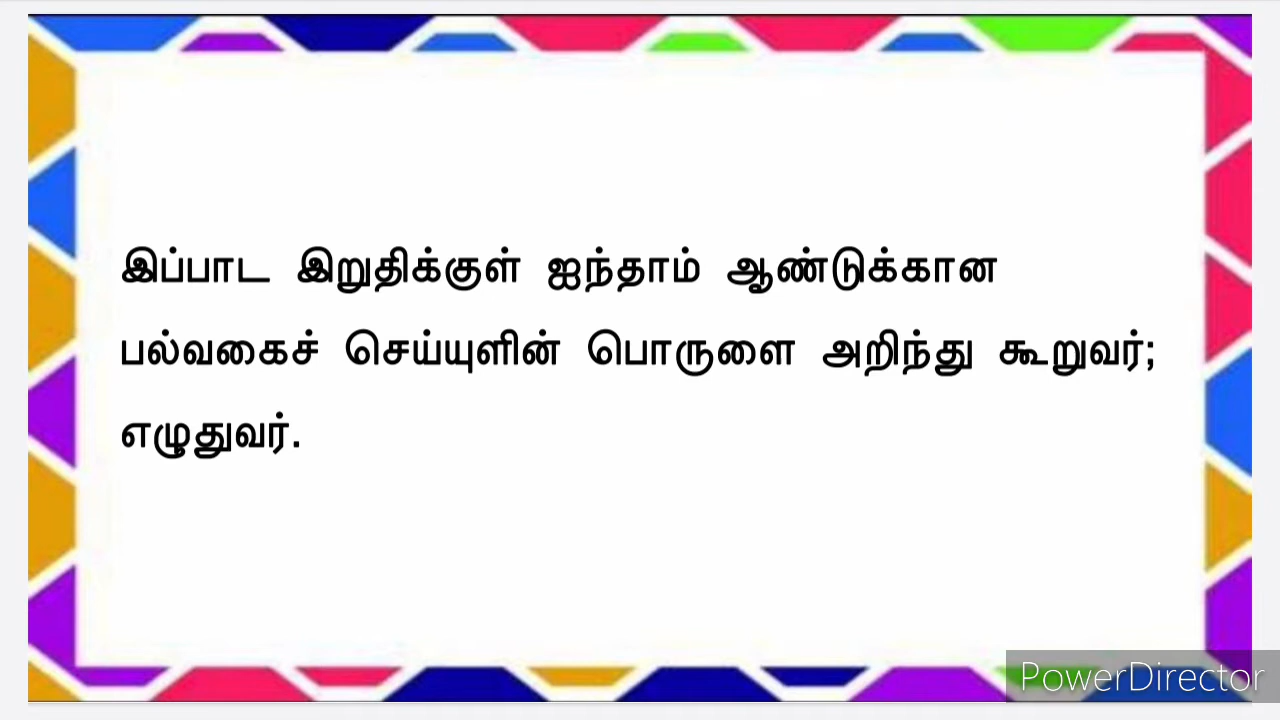 இப்பாட இறுதிக்குள் ஐந்தாம் ஆண்டுக்கான
பல்வகைச் செய்யுளின் பொருளை அறிந்து கூறுவர்;
எழுதுவர்.
PowerDirector